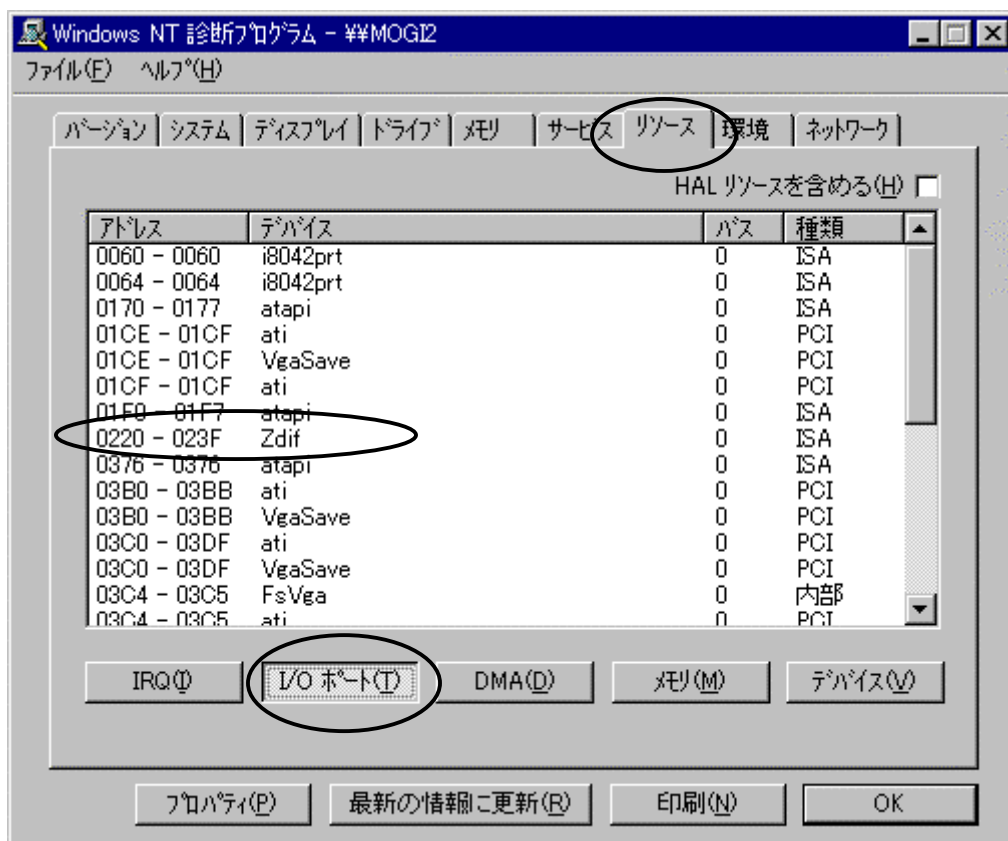 Windows NT 診断プログラム - ¥¥MOGI2
ファイル(F) ヘルプ(H)
バージョン システム ディスプレイ ドライブ メモリ サービス リソース 環境 ネットワーク
HAL リソースを含める(H)
アドレス デバイス バス 種類
0060 - 0060 i8042prt 0 ISA
0064 - 0064 i8042prt 0 ISA
0170 - 0177 atapi 0 ISA
01CE - 01CF ati 0 PCI
01CE - 01CF VgaSave 0 PCI
01CF - 01CF ati 0 PCI
01F0 - 01F7 atapi 0 ISA
0220 - 023F Zdif 0 ISA
0376 - 0376 atapi 0 ISA
03B0 - 03BB ati 0 PCI
03B0 - 03BB VgaSave 0 PCI
03C0 - 03DF ati 0 PCI
03C0 - 03DF VgaSave 0 PCI
03C4 - 03C5 FsVga 0 内部
03C4 - 03C5 ati 0 PCI
IRQ(I) I/O ポート(T) DMA(D) メモリ(M) デバイス(V)
プロパティ(P) 最新の情報に更新(R) 印刷(N) OK